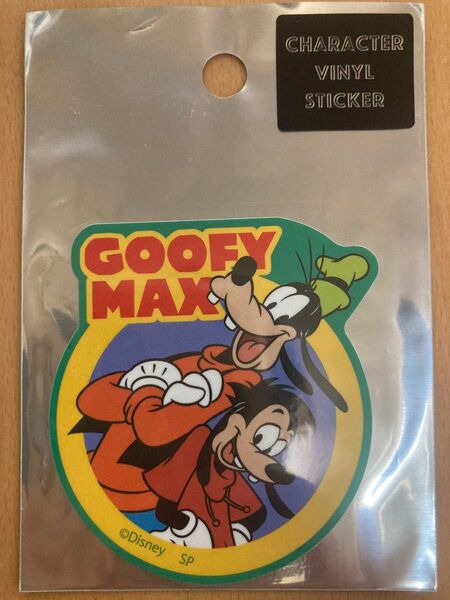 CHARACTER
VINYL
STICKER
GOOFY
MAX
©Disney SP